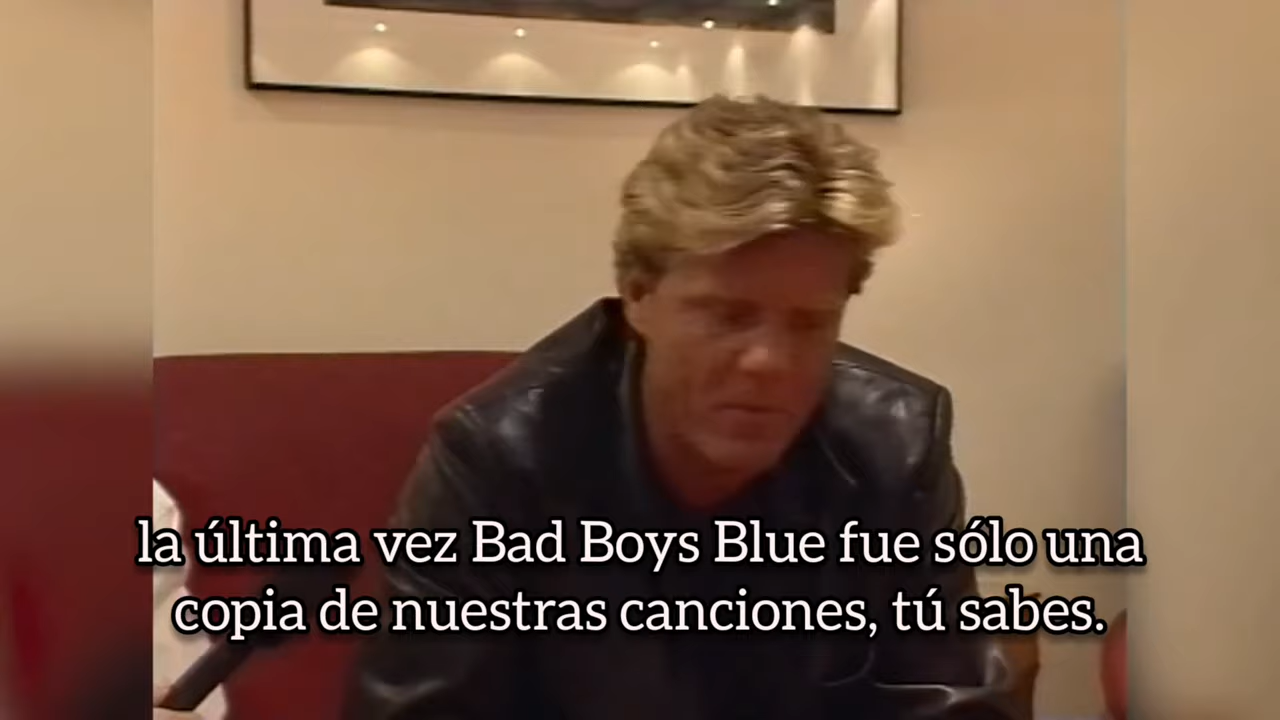 la última vez Bad Boys Blue fue sólo una
copia de nuestras canciones, tú sabes.